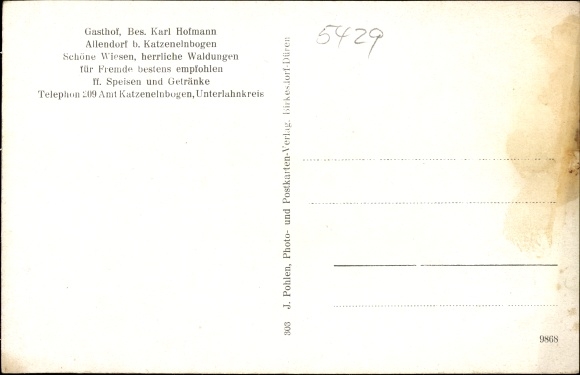 Gasthof, Bes. Karl Hofmann
Allendorf b. Katzenelnbogen
Schöne Wiesen, herrliche Waldungen
für Fremde bestens empfohlen
ff. Speisen und Getränke
Telephon 209 Amt Katzenelnbogen, Unterlahnkreis
5429
303 J. Pohlen, Photo- und Postkarten-Verlag, Birkesdorf-Düren
9868